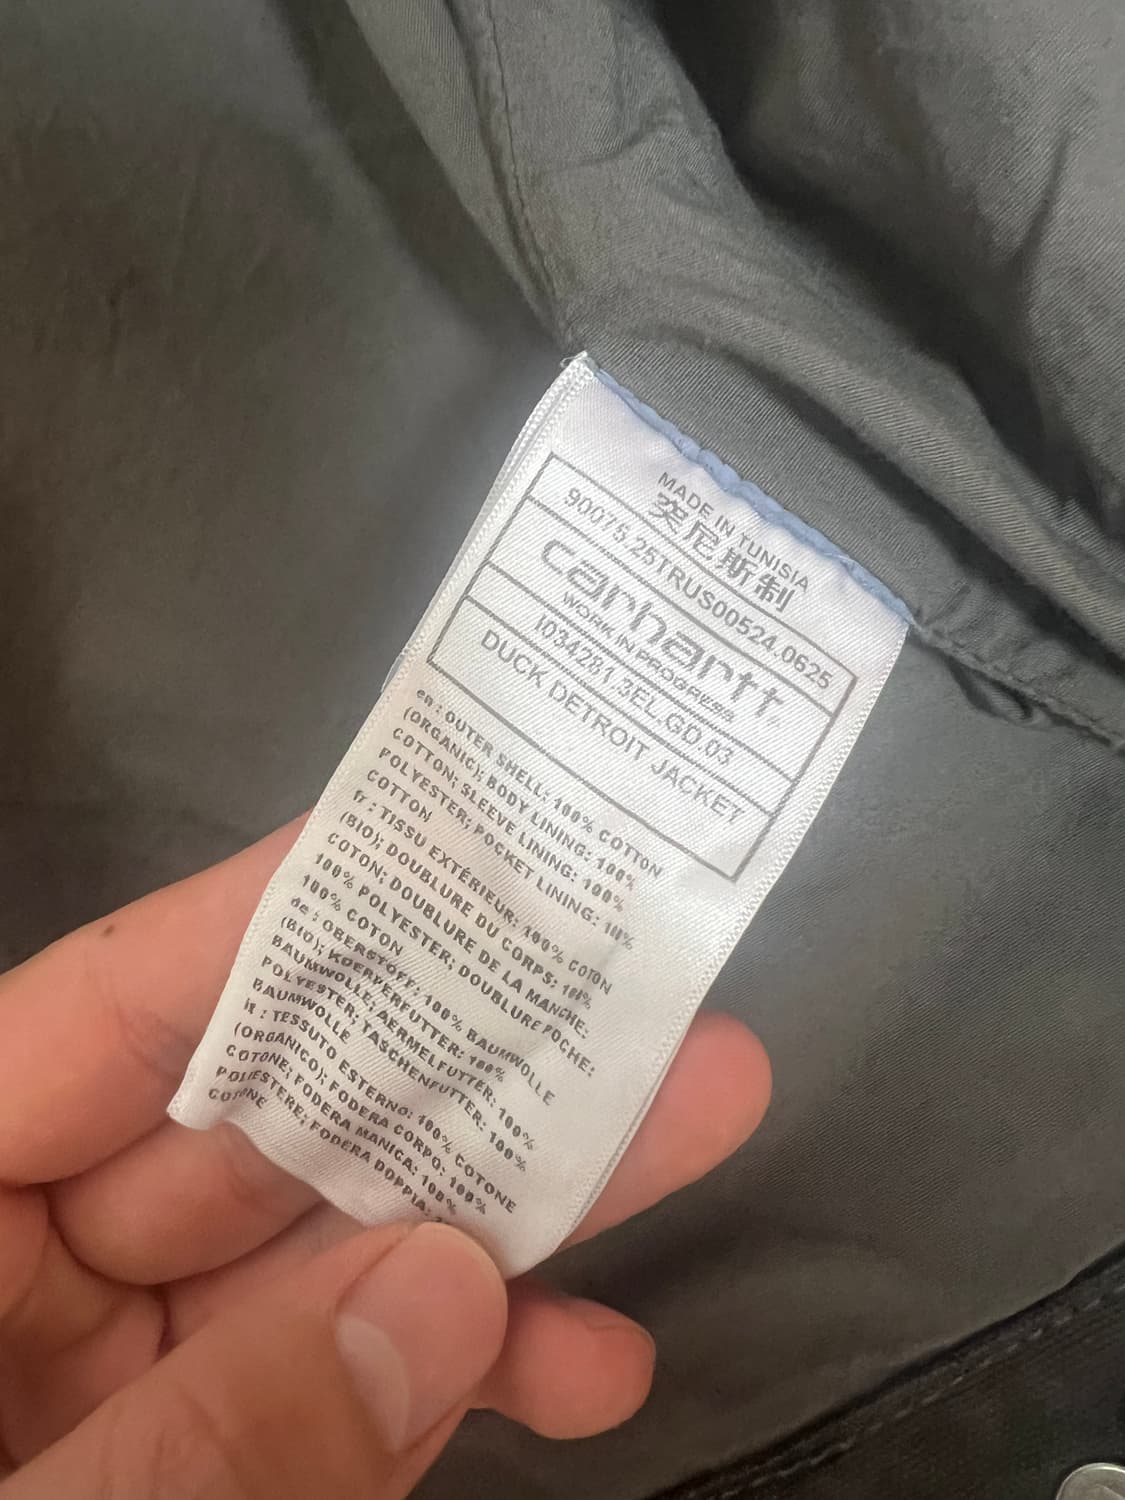 MADE IN TUNISIA
突尼斯制
90075.25TRUS00524.0625
carhartt
WORK IN PROGRESS
I034281.3EL.GD.03
DUCK DETROIT JACKET
en : OUTER SHELL: 100% COTTON
(ORGANIC); BODY LINING: 100%
COTTON; SLEEVE LINING: 100%
POLYESTER; POCKET LINING: 10%
COTTON
fr : TISSU EXTÉRIEUR: 100% COTON
(BIO); DOUBLURE DU CORPS: 100%
COTON; DOUBLURE DE LA MANCHE:
100% POLYESTER; DOUBLURE POCHE:
100% COTON
de : OBERSTOFF: 100% BAUMWOLLE
(BIO); KOERPERFUTTER: 100%
BAUMWOLLE; AERMELFUTTER: 100%
POLYESTER; TASCHENFUTTER: 100%
BAUMWOLLE
it : TESSUTO ESTERNO: 100% COTONE
(ORGANICO); FODERA CORPO: 100%
COTONE; FODERA MANICA: 100%
POLIESTERE; FODERA DOPPIA:
COTONE